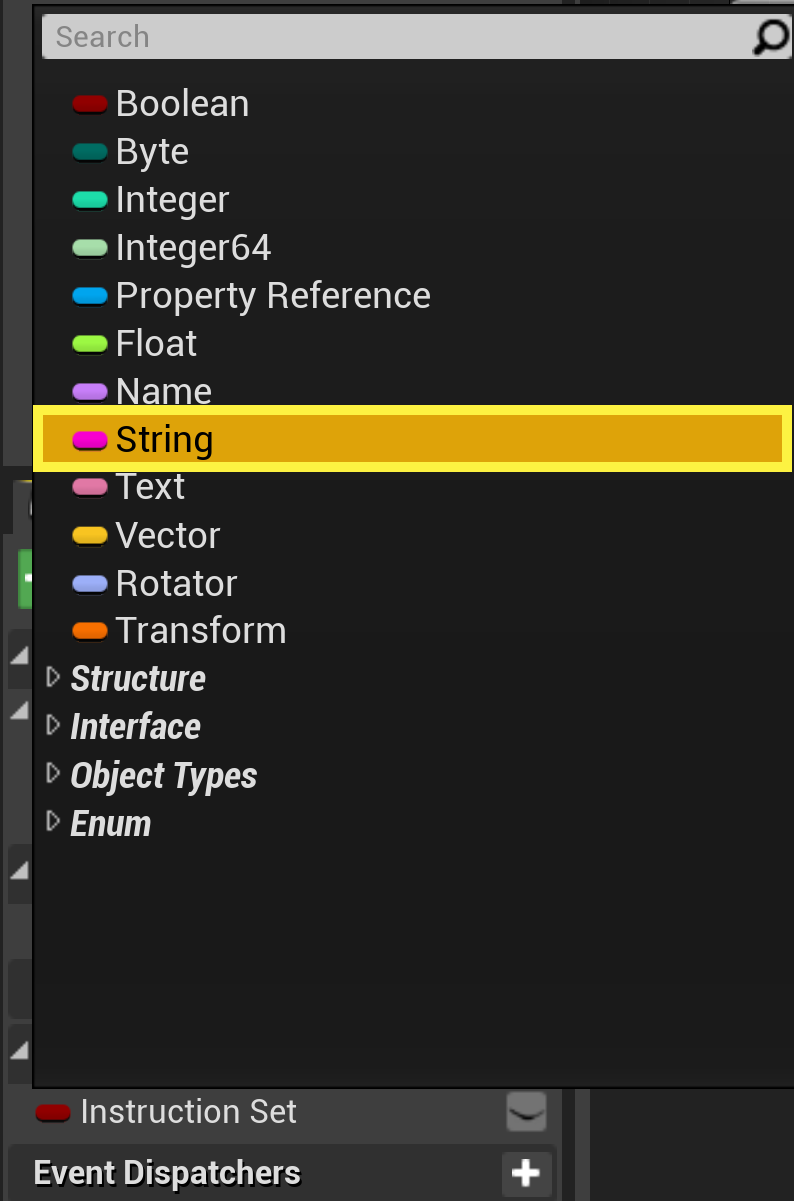 Search
Boolean
Byte
Integer
Integer64
Property Reference
Float
Name
String
Text
Vector
Rotator
Transform
Structure
Interface
Object Types
Enum
Instruction Set
Event Dispatchers